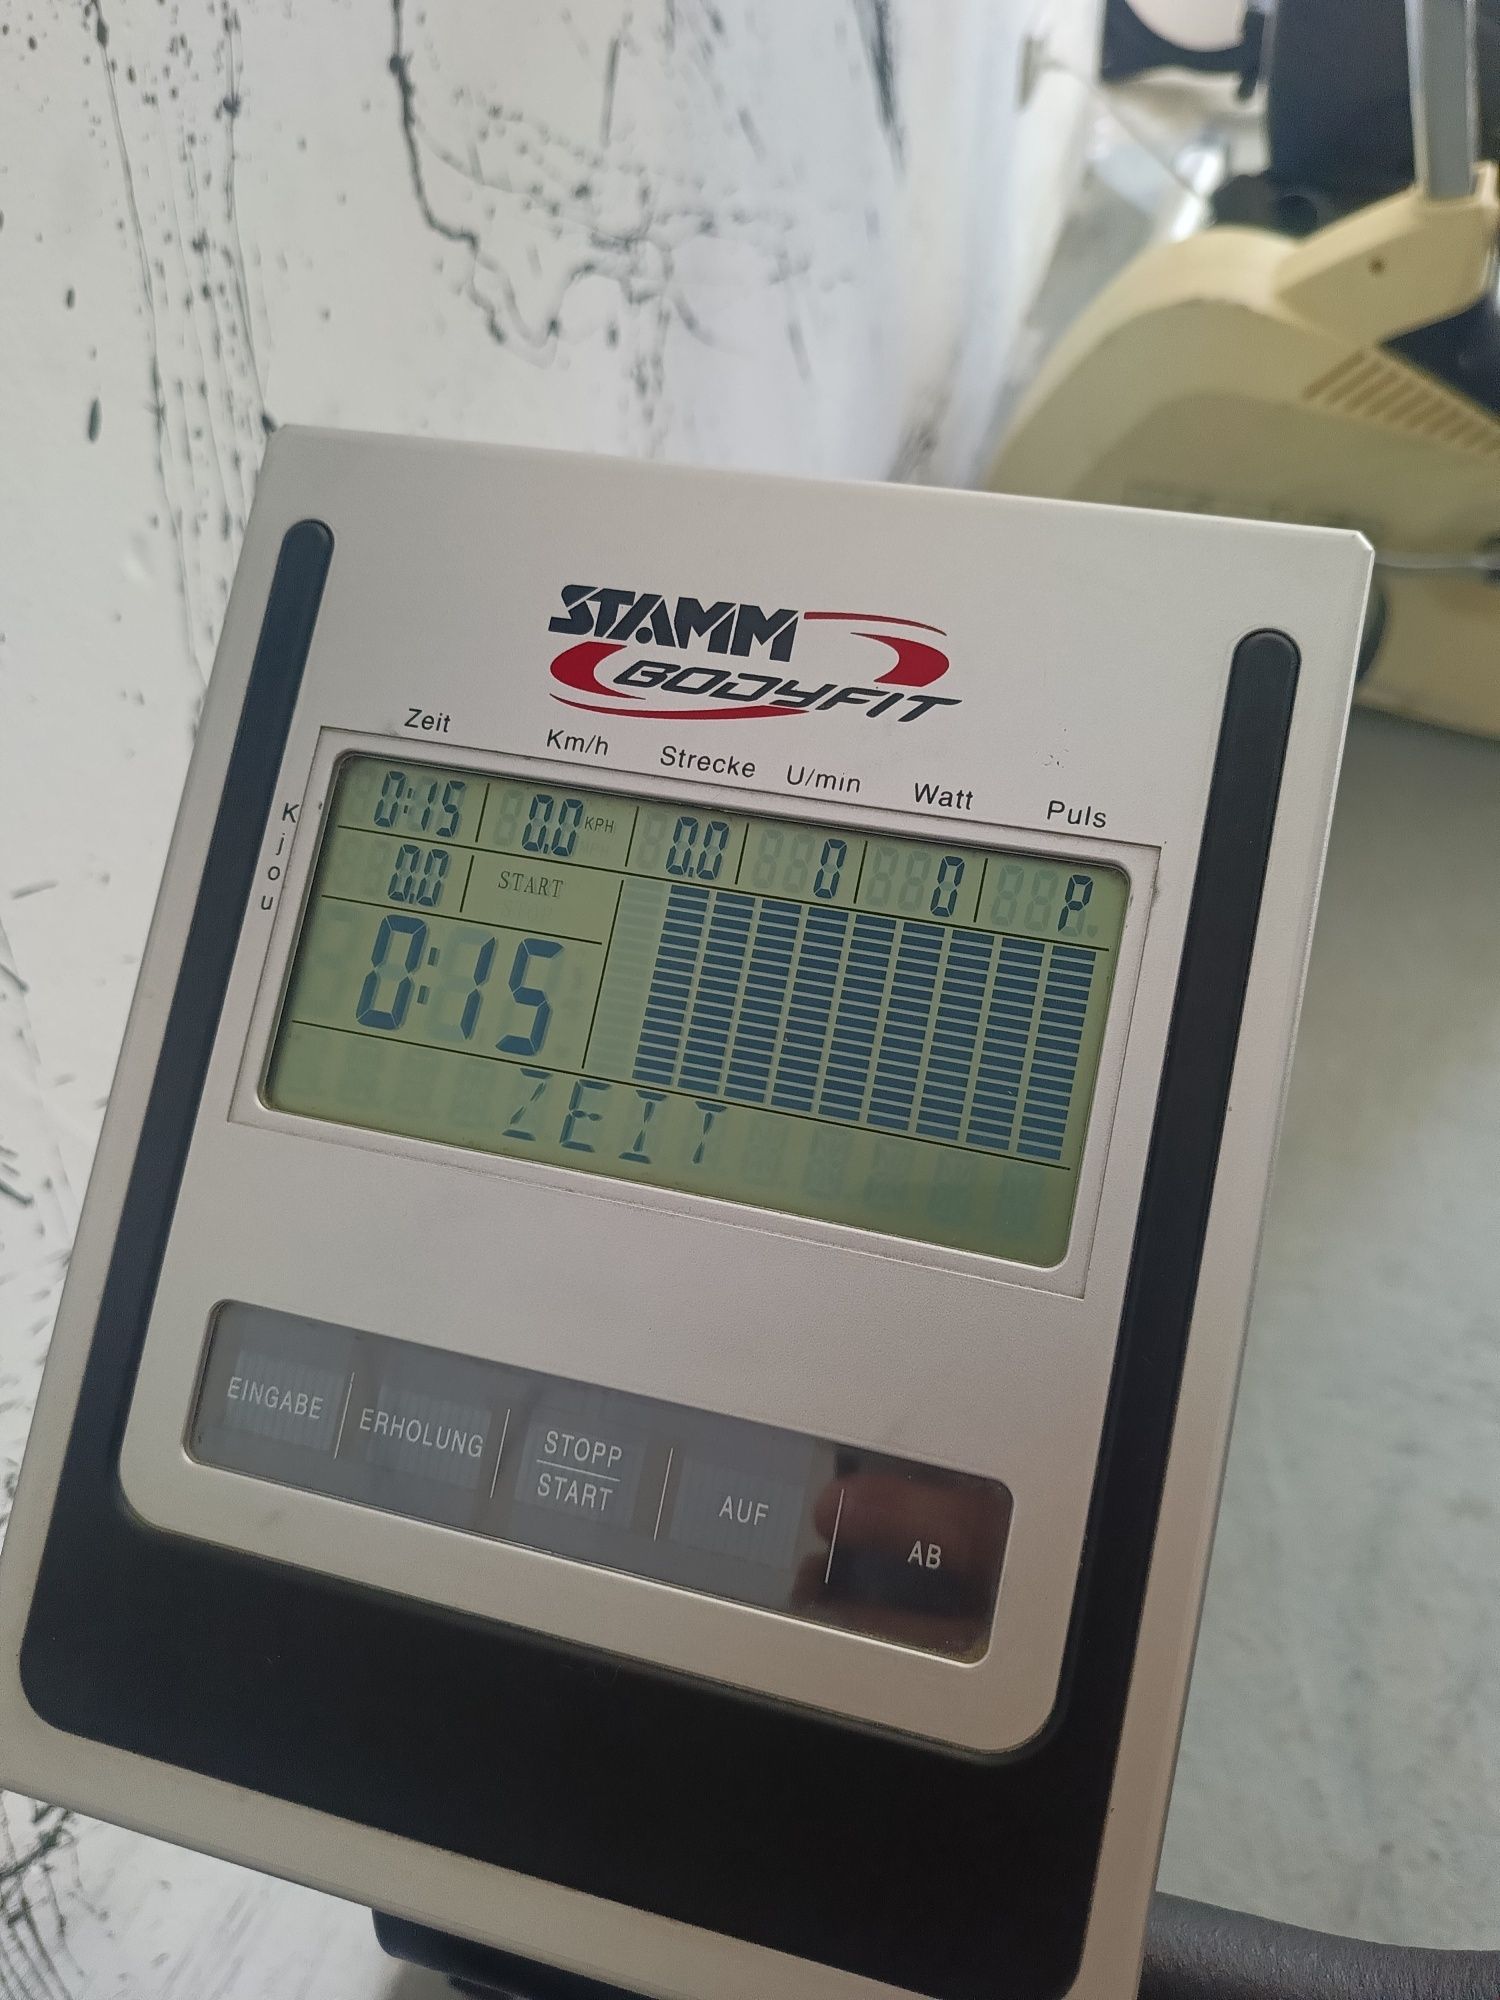 STAMM
BODYFIT
Zeit Km/h Strecke U/min Watt Puls
0:15 0.0 KPH 0.0 0 0 P
Kjou
0.0 START
0:15
ZEIT
EINGABE ERHOLUNG STOPP START AUF AB